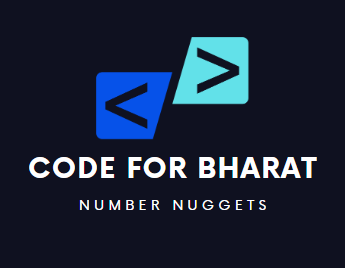 < >
CODE FOR BHARAT
NUMBER NUGGETS